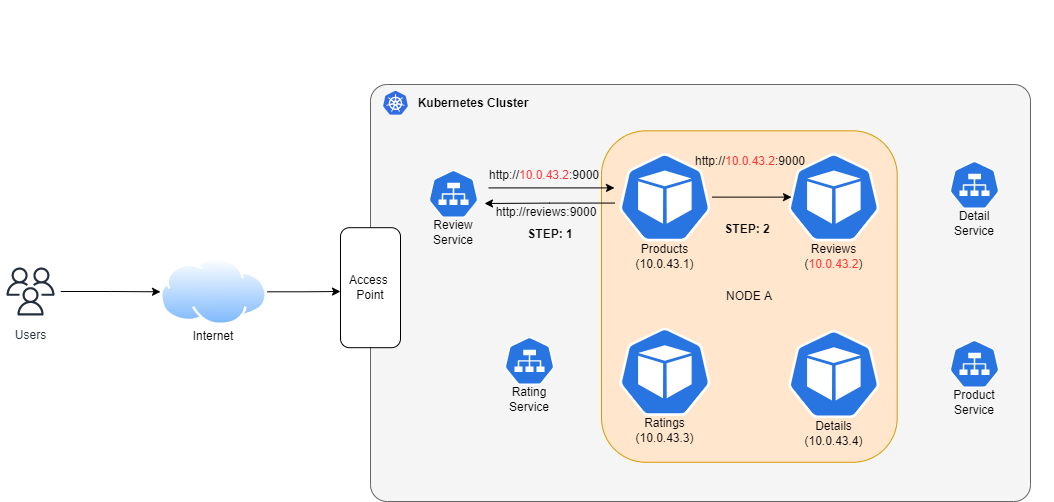 Kubernetes Cluster
http://10.0.43.2:9000
http://reviews:9000
STEP: 1
Review
Service
http://10.0.43.2:9000
STEP: 2
Products
(10.0.43.1)
Reviews
(10.0.43.2)
Detail
Service
NODE A
Users
Internet
Access
Point
Rating
Service
Ratings
(10.0.43.3)
Details
(10.0.43.4)
Product
Service